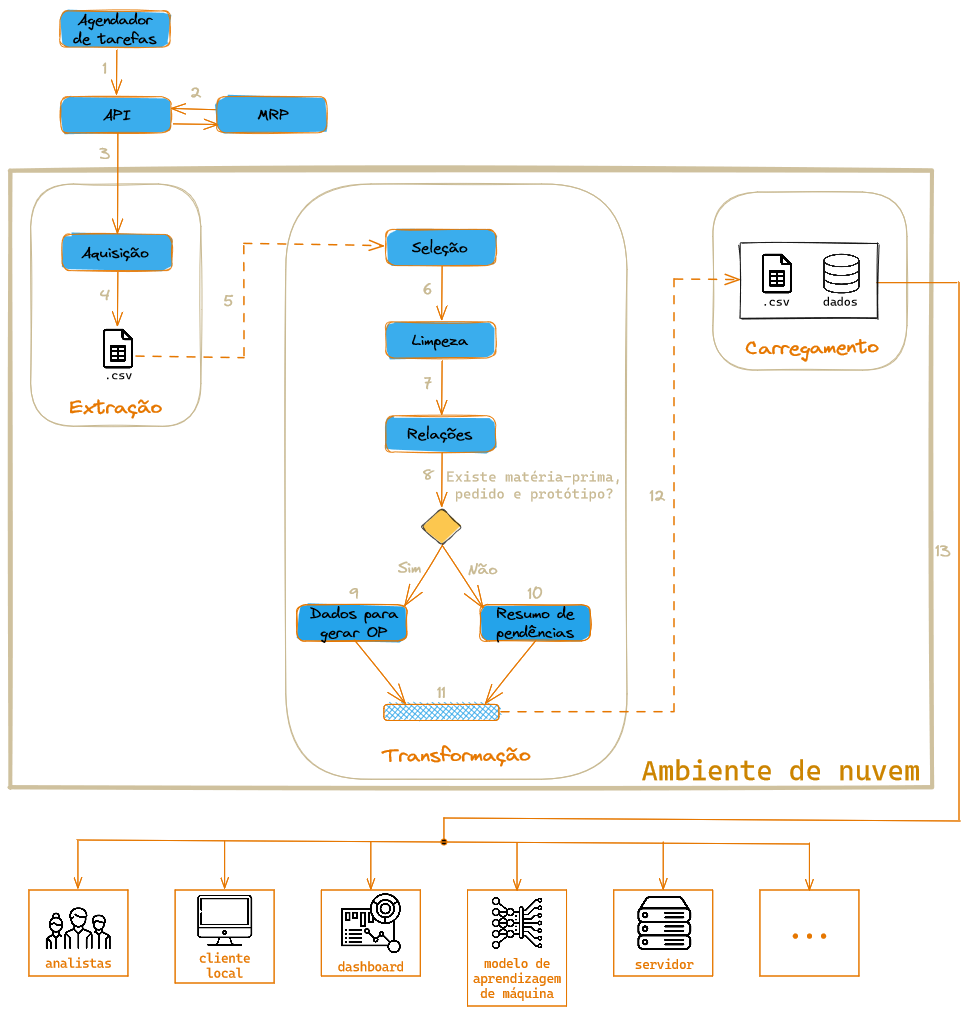 Agendador
de tarefas
1
2
API
MRP
3
Aquisição
4
.csv
Extração
5
Seleção
6
Limpeza
7
Relações
8
Existe matéria-prima,
pedido e protótipo?
Sim
Não
9
10
Dados para
gerar OP
Resumo de
pendências
11
Transformação
12
.csv
dados
Carregamento
13
Ambiente de nuvem
analistas
cliente
local
dashboard
modelo de
aprendizagem
de máquina
servidor
...